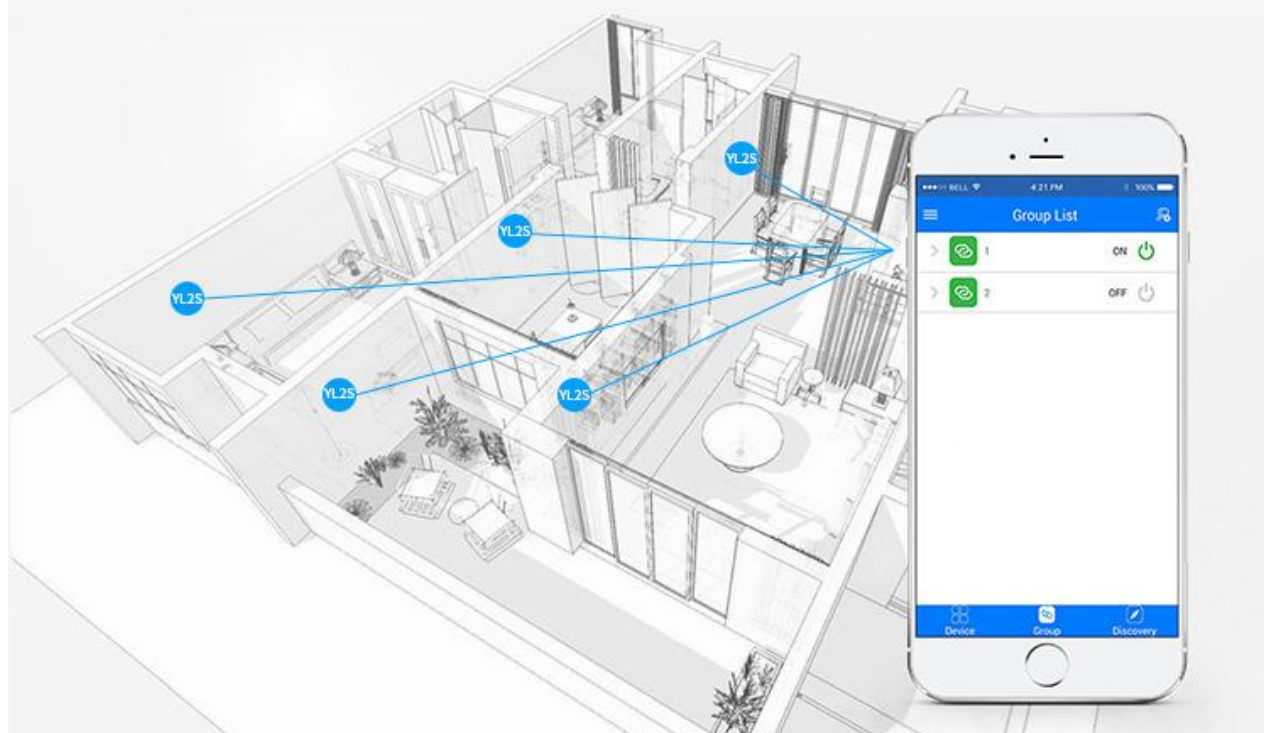 YL2S
YL2S
YL2S
YL2S
YL2S
BELL 4:21 PM 100%
Group List
1 ON
2 OFF
Device Group Discovery